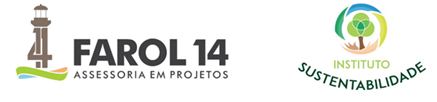 FAROL 14
ASSESSORIA EM PROJETOS
INSTITUTO
SUSTENTABILIDADE